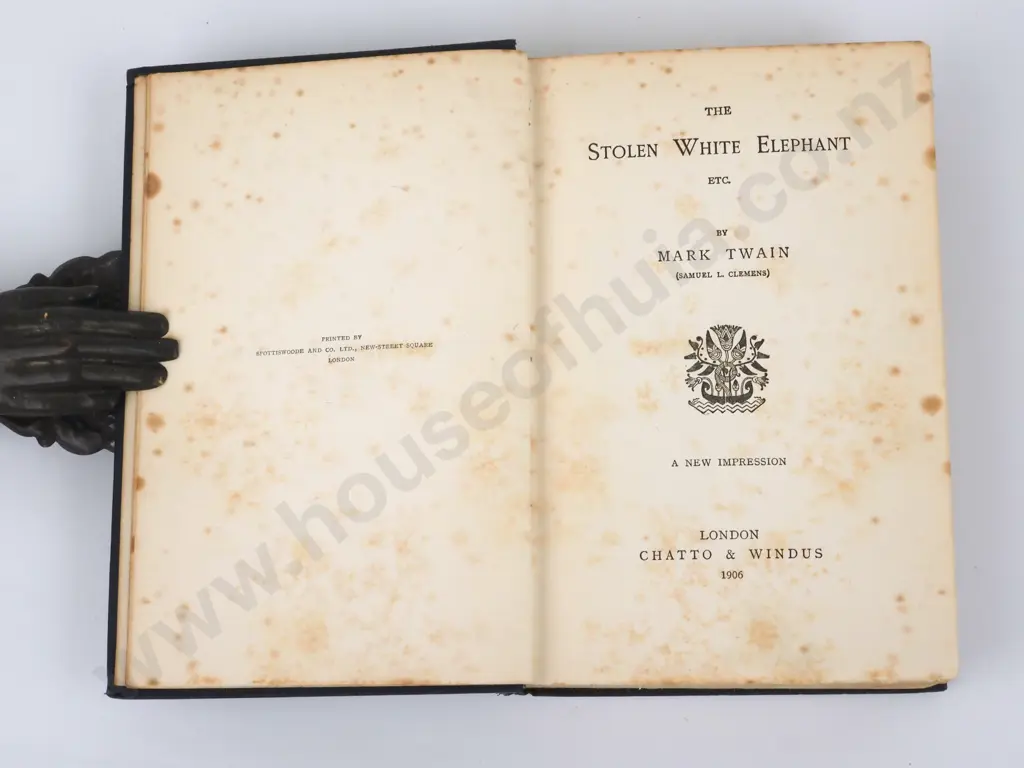 PRINTED BY
SPOTTISWOODE AND CO. LTD., NEW-STREET SQUARE
LONDON
THE
STOLEN WHITE ELEPHANT
ETC.
BY
MARK TWAIN
(SAMUEL L. CLEMENS)
A NEW IMPRESSION
LONDON
CHATTO & WINDUS
1906
www.houseofhuia.co.nz